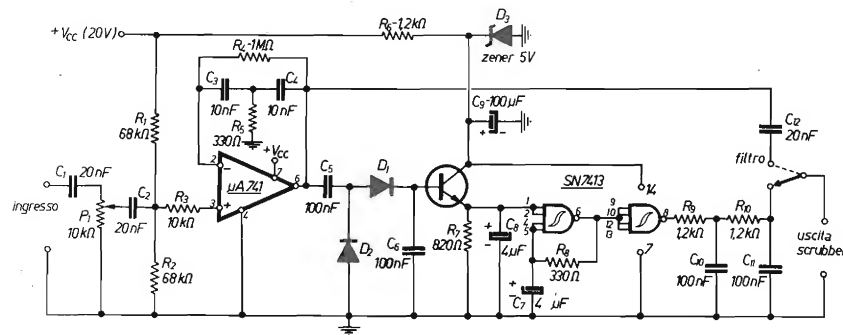 +Vcc (20V)
R6-1,2kΩ
D3
zener 5V
R4-1MΩ
C3
10nF
C4
10nF
R5
330Ω
C9-100µF
+ -
R1
68kΩ
+Vcc
C12
20nF
filtro
C1 20nF
C2
20nF
R3
10kΩ
2 -
3 +
µA741
7
6
4
C5
100nF
D1
SN7413
14
ingresso
P1
10kΩ
D2
C6
100nF
R7
820Ω
+
-
C8
4µF
1
2
4
5
6
R8
330Ω
9
10
12
13
8
7
R9
1,2kΩ
R10
1,2kΩ
uscita
scrubber
R2
68kΩ
+
-
C7
4 µF
C10
100nF
C11
100nF